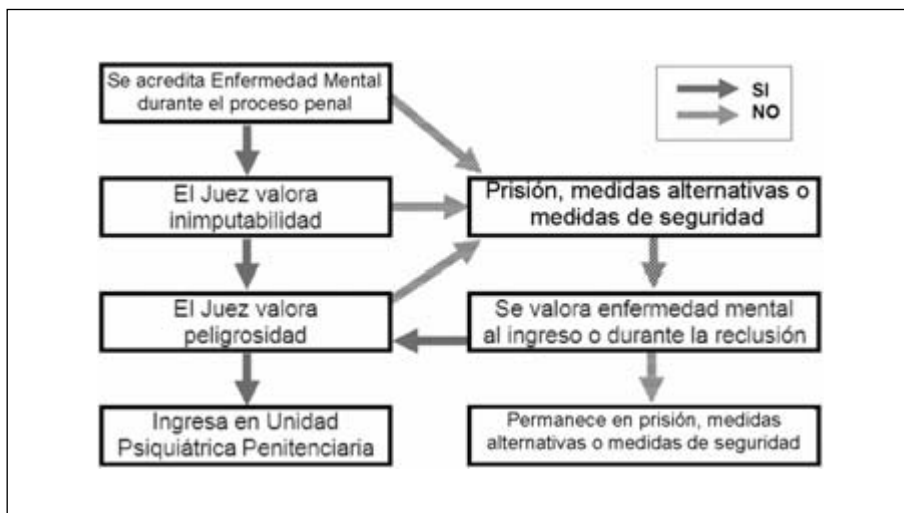 Se acredita Enfermedad Mental
durante el proceso penal
SI
NO
El Juez valora
inimputabilidad
Prisión, medidas alternativas o
medidas de seguridad
El Juez valora
peligrosidad
Se valora enfermedad mental
al ingreso o durante la reclusión
Ingresa en Unidad
Psiquiátrica Penitenciaria
Permanece en prisión, medidas
alternativas o medidas de seguridad